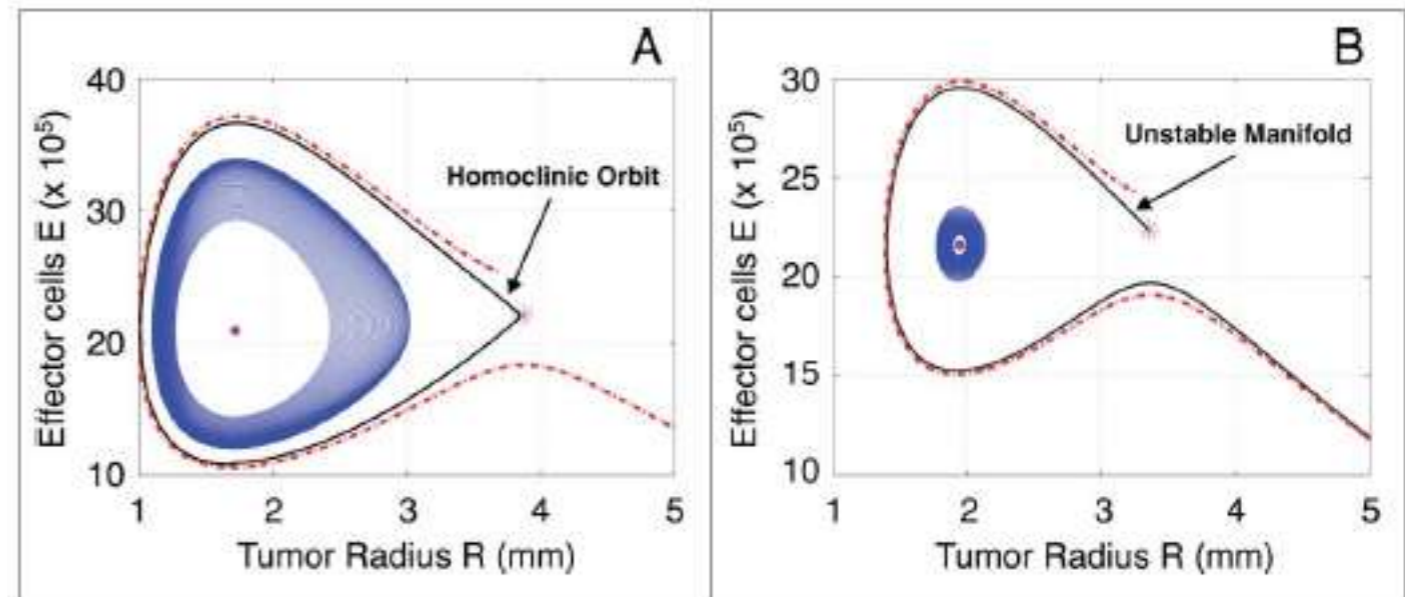 A
Effector cells E (x 10⁵)
40
30
20
10
Homoclinic Orbit
1 2 3 4 5
Tumor Radius R (mm)
B
Effector cells E (x 10⁵)
30
25
20
15
10
Unstable Manifold
1 2 3 4 5
Tumor Radius R (mm)